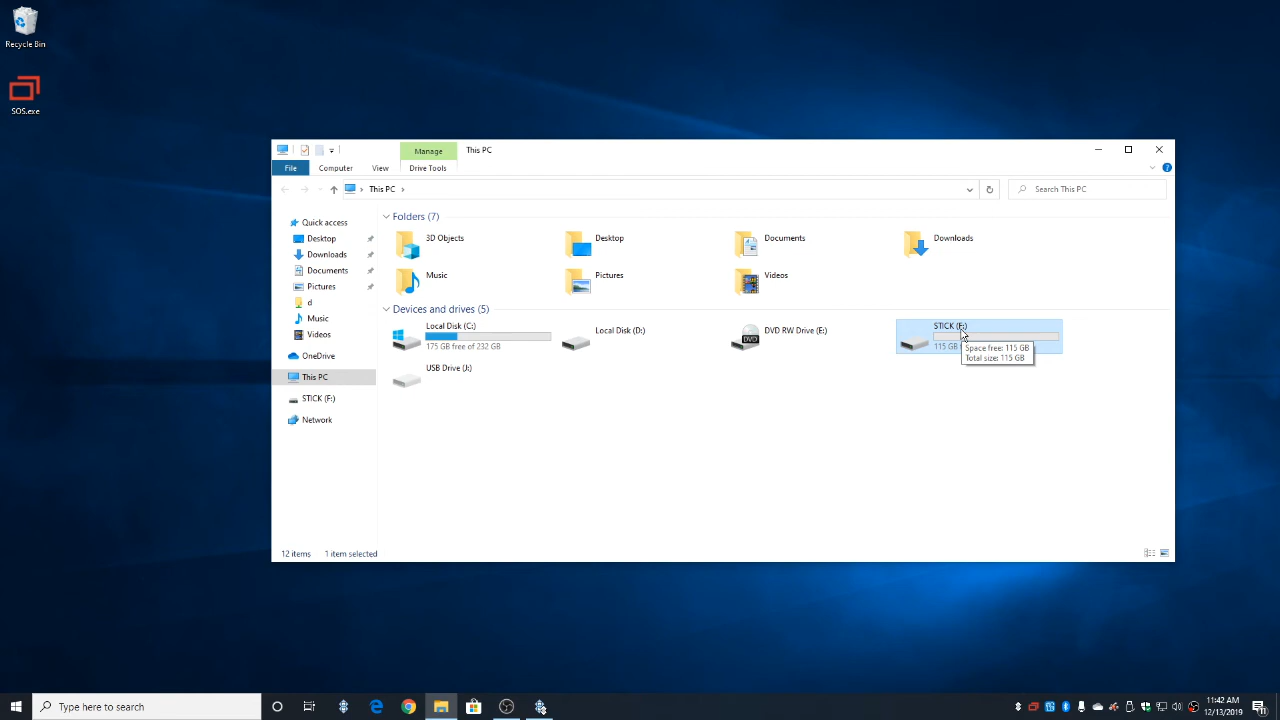 Recycle Bin
SOS.exe
Manage
This PC
File
Computer
View
Drive Tools
This PC
Search This PC
Quick access
Desktop
Downloads
Documents
Pictures
d
Music
Videos
OneDrive
This PC
STICK (F:)
Network
Folders (7)
3D Objects
Desktop
Documents
Downloads
Music
Pictures
Videos
Devices and drives (5)
Local Disk (C:)
175 GB free of 232 GB
Local Disk (D:)
DVD RW Drive (E:)
DVD
STICK (F:)
115 GB
Space free: 115 GB
Total size: 115 GB
USB Drive (J:)
12 items
1 item selected
Type here to search
11:42 AM
12/13/2019